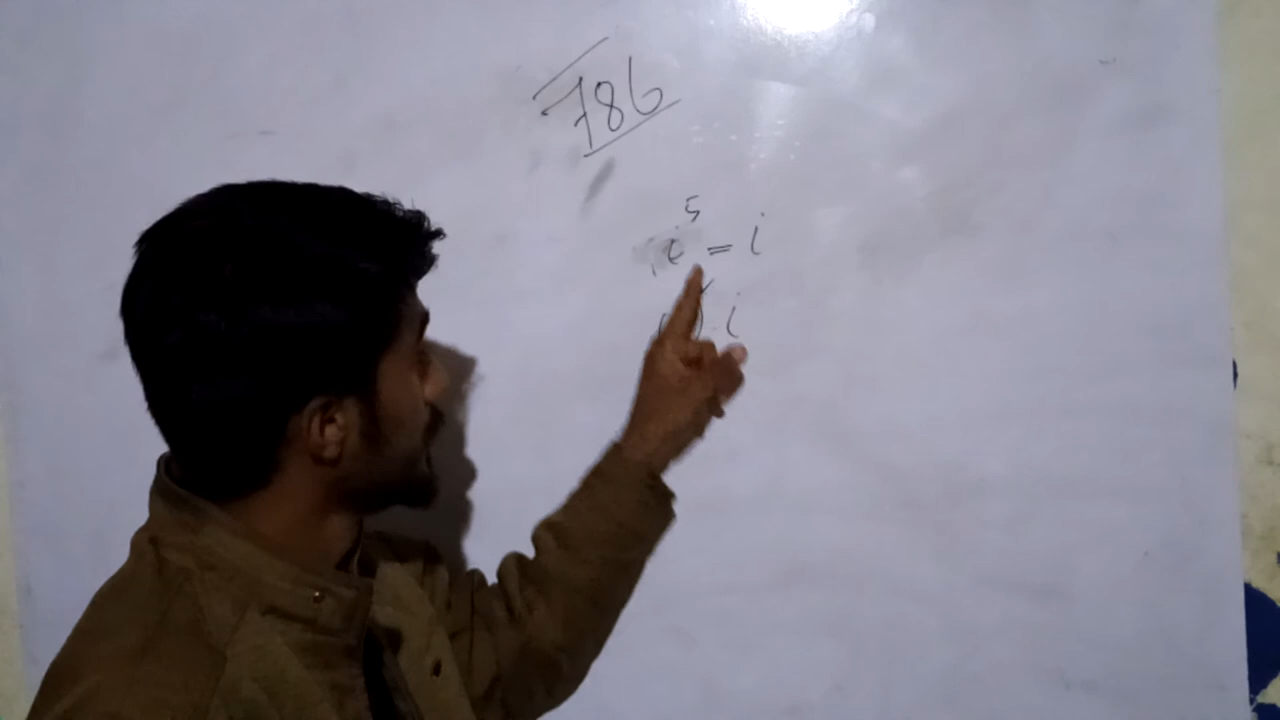 786
i⁵ = i
i